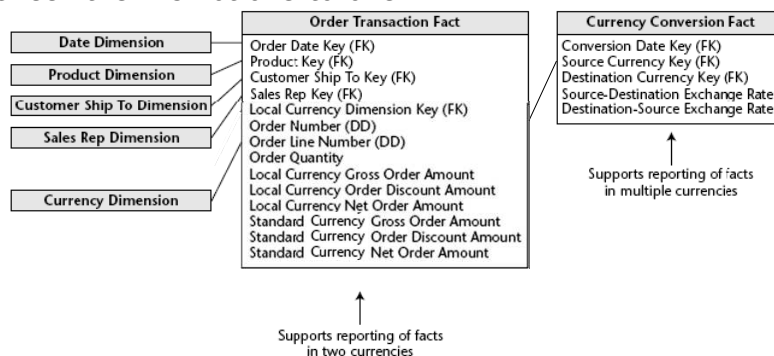 Order Transaction Fact
Currency Conversion Fact
Date Dimension
Product Dimension
Customer Ship To Dimension
Sales Rep Dimension
Currency Dimension
Order Date Key (FK)
Product Key (FK)
Customer Ship To Key (FK)
Sales Rep Key (FK)
Local Currency Dimension Key (FK)
Order Number (DD)
Order Line Number (DD)
Order Quantity
Local Currency Gross Order Amount
Local Currency Order Discount Amount
Local Currency Net Order Amount
Standard Currency Gross Order Amount
Standard Currency Order Discount Amount
Standard Currency Net Order Amount
Conversion Date Key (FK)
Source Currency Key (FK)
Destination Currency Key (FK)
Source-Destination Exchange Rate
Destination-Source Exchange Rate
Supports reporting of facts
in multiple currencies
Supports reporting of facts
in two currencies